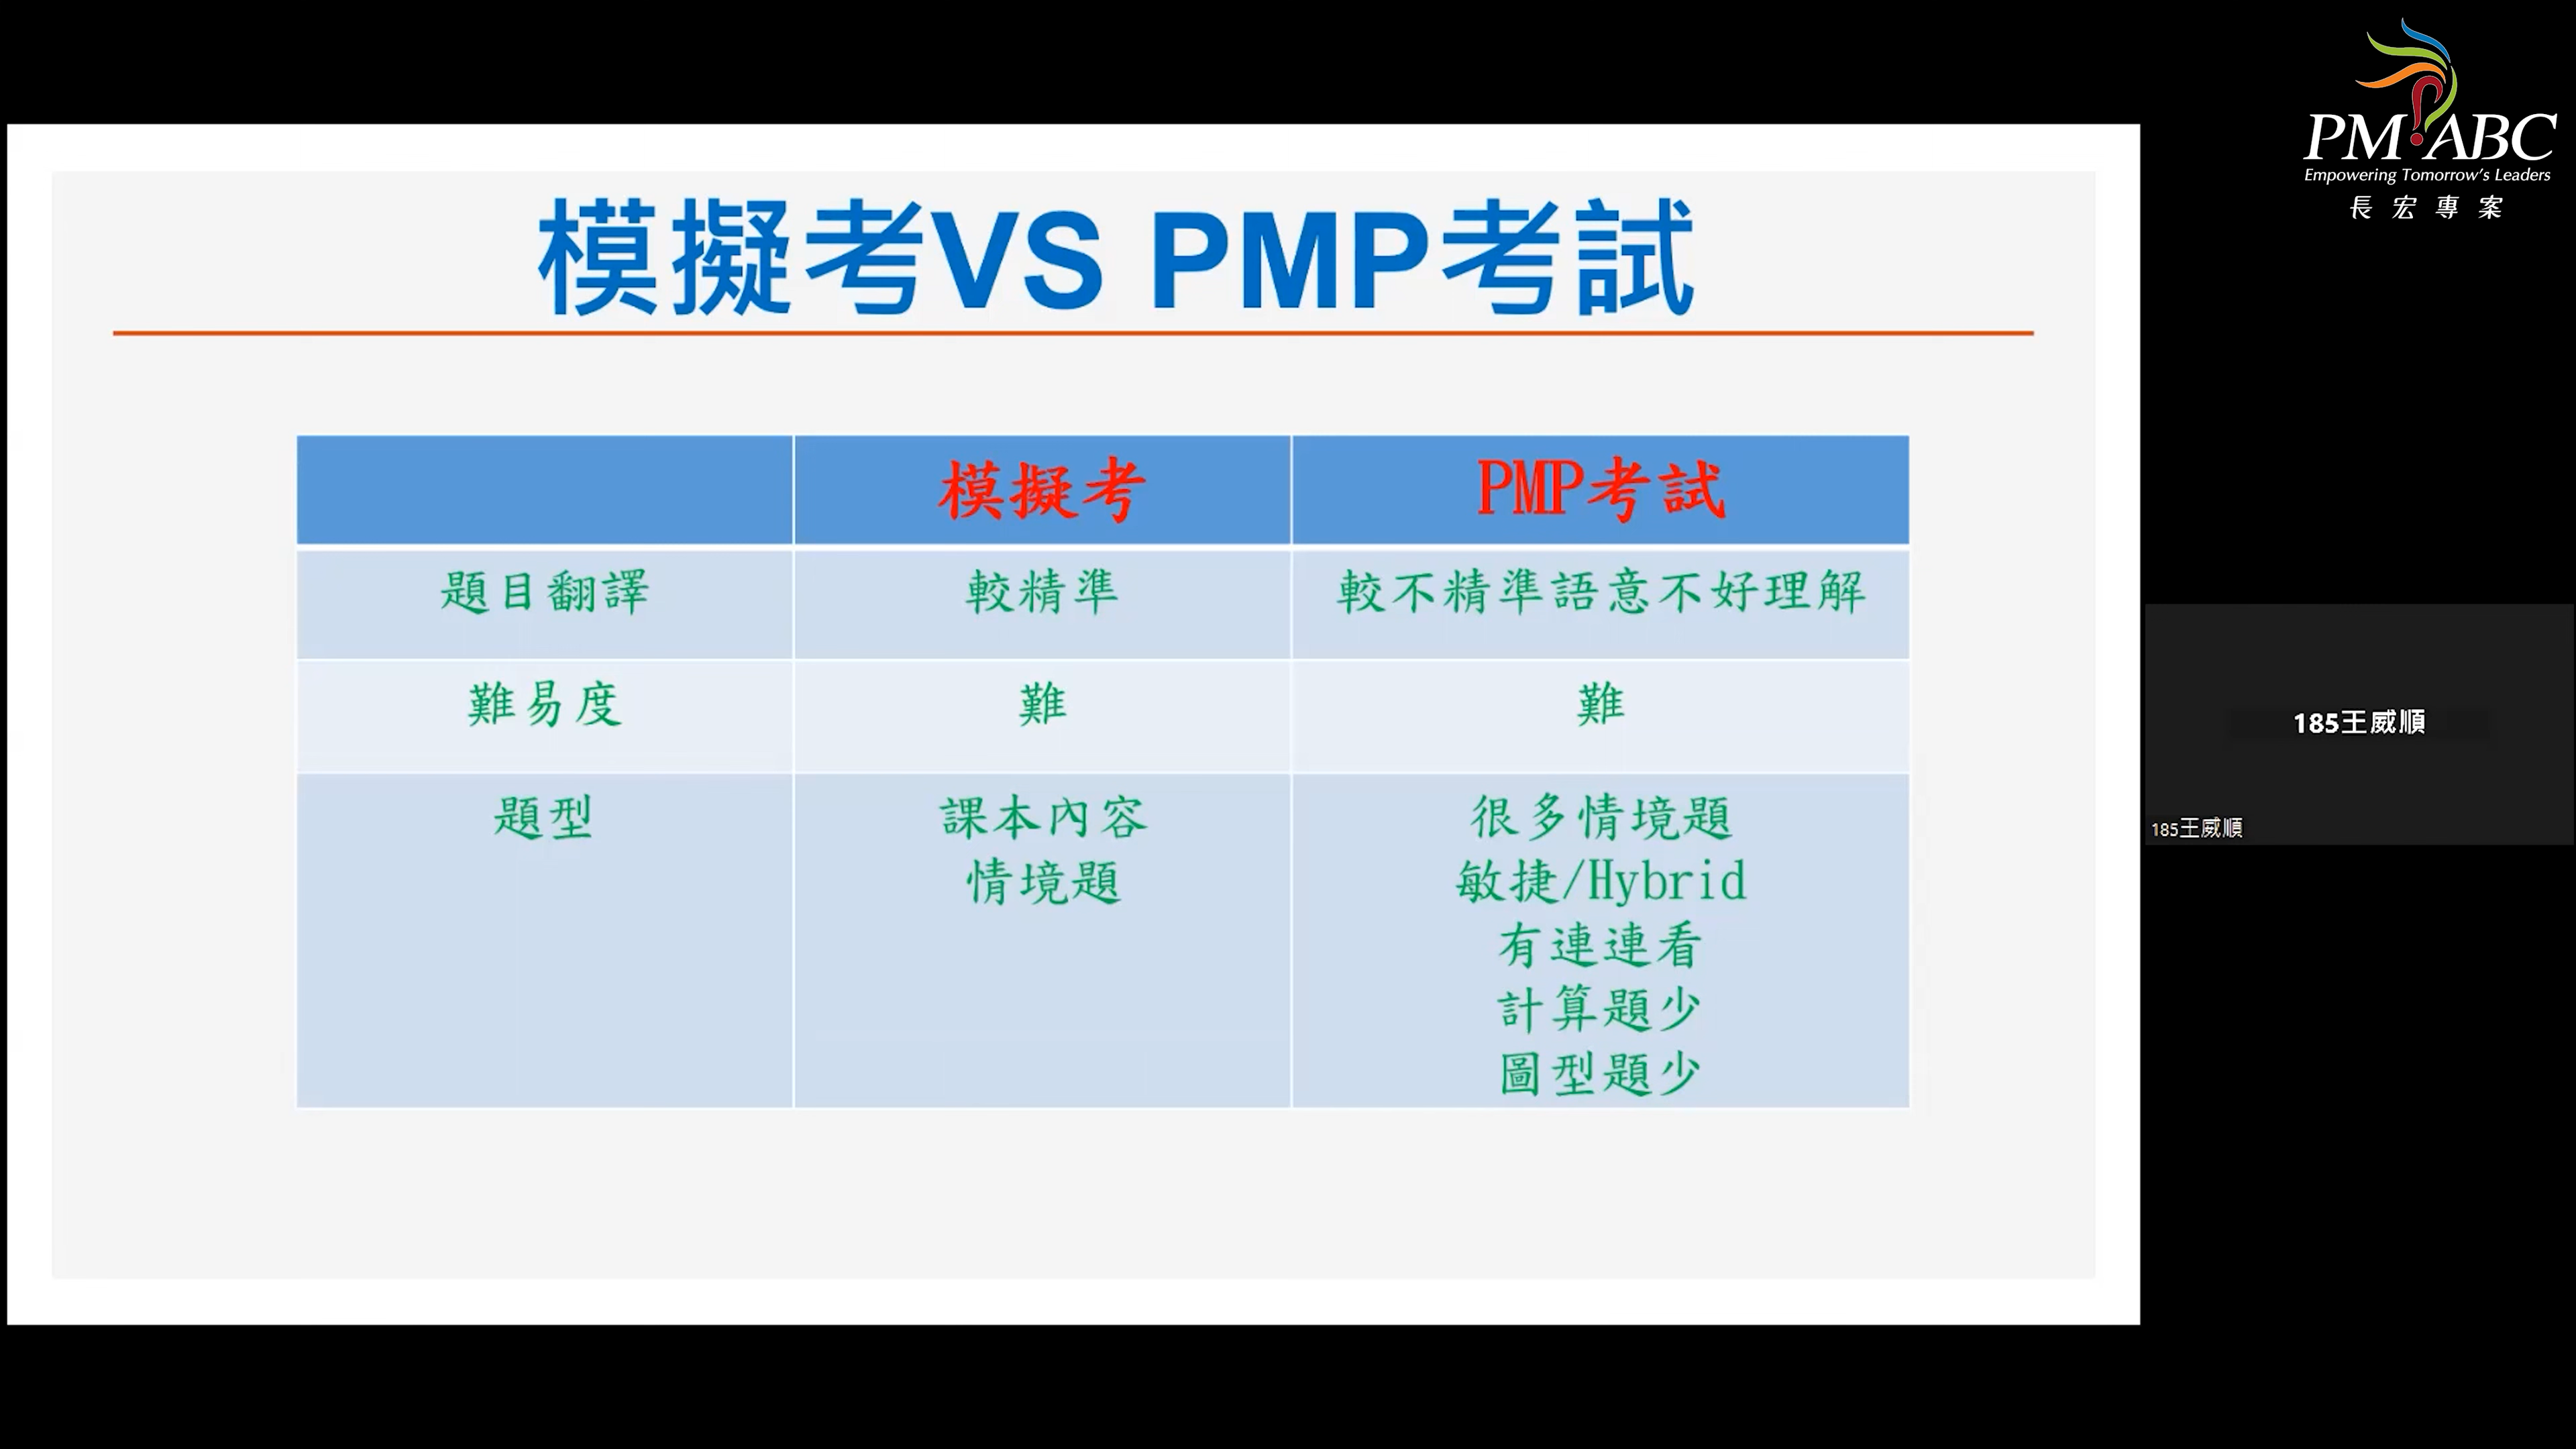 PM ABC
Empowering Tomorrow's Leaders
長宏專案
模擬考VS PMP考試
模擬考 PMP考試
題目翻譯 較精準 較不精準語意不好理解
難易度 難 難
題型 課本內容 很多情境題
情境題 敏捷/Hybrid
有連連看
計算題少
圖型題少
185王威順
185王威順